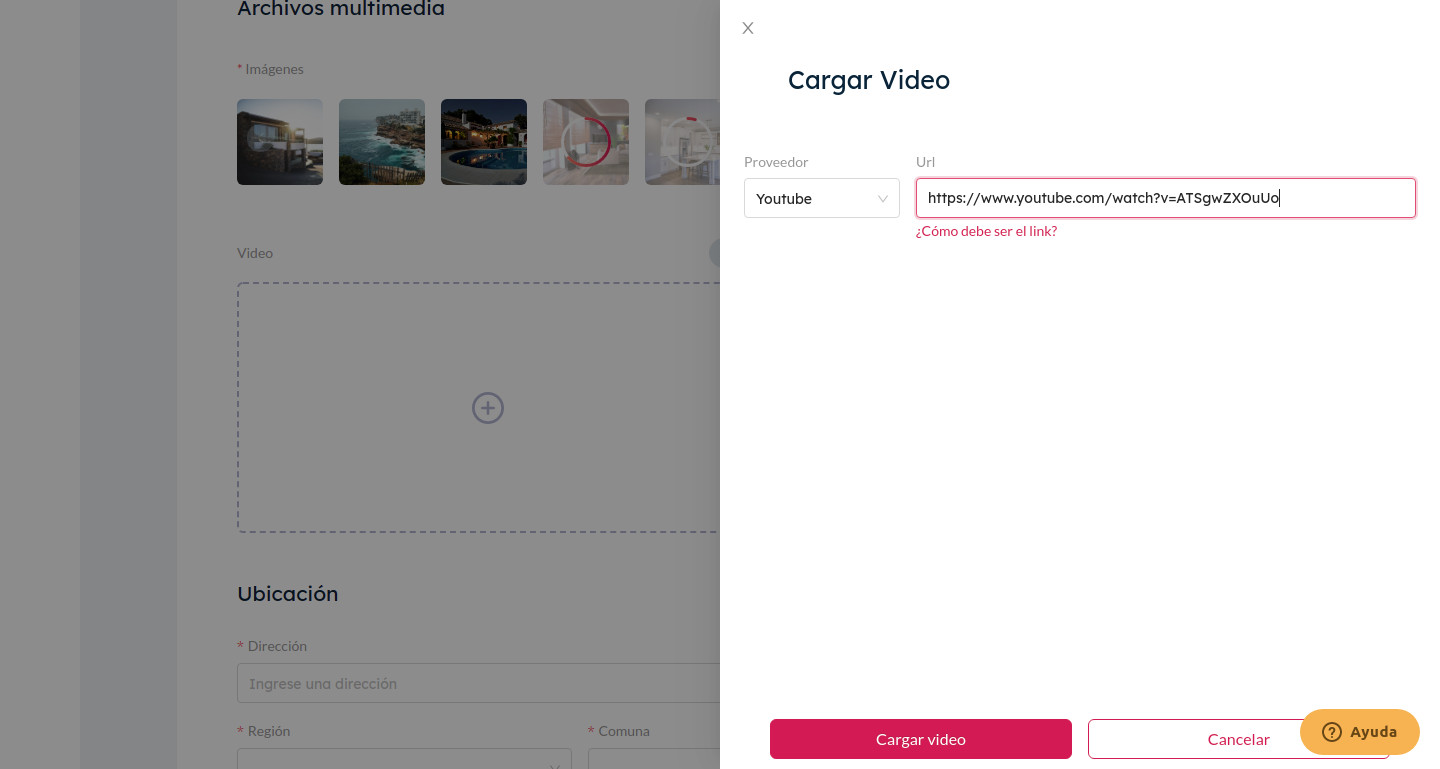 Archivos multimedia
* Imágenes
Video
Ubicación
* Dirección
Ingrese una dirección
* Región
* Comuna
Cargar Video
Proveedor
Url
Youtube
https://www.youtube.com/watch?v=ATSgwZXOuUo
¿Cómo debe ser el link?
Cargar video
Cancelar
Ayuda